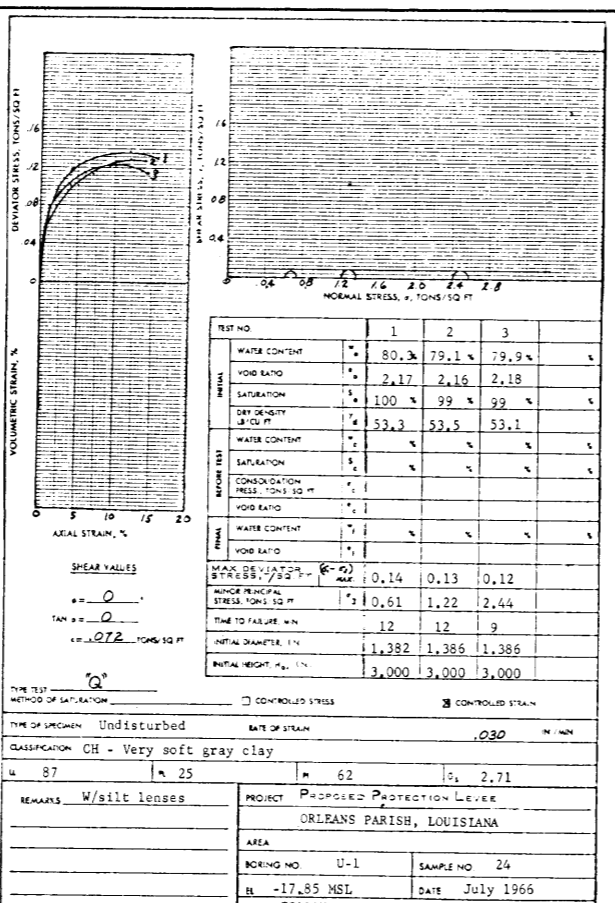 DEVIATOR STRESS, TONS/SQ FT
.16
.12
.08
.04
0
VOLUMETRIC STRAIN, %
0 5 10 15 20
AXIAL STRAIN, %
SHEAR STRESS, τ, TONS/SQ FT
1.6
1.2
0.8
0.4
0 .04 0.8 1.2 1.6 2.0 2.4 2.8
NORMAL STRESS, σ, TONS/SQ FT
TEST NO. 1 2 3
INITIAL
WATER CONTENT 80.3% 79.1% 79.9% %
VOID RATIO 2.17 2.16 2.18
SATURATION 100 % 99 % 99 % %
DRY DENSITY LB/CU FT 53.3 53.5 53.1
BEFORE TEST
WATER CONTENT % % % %
SATURATION % % % %
CONSOLIDATION PRESS., TONS/SQ FT
VOID RATIO
FINAL
WATER CONTENT % % % %
VOID RATIO
MAX DEVIATOR STRESS, T/SQ FT MAX. 0.14 0.13 0.12
MINOR PRINCIPAL STRESS, TONS/SQ FT σ3 0.61 1.22 2.44
TIME TO FAILURE, MIN 12 12 9
INITIAL DIAMETER, IN. 1.382 1.386 1.386
INITIAL HEIGHT, H0, IN. 3.000 3.000 3.000
SHEAR VALUES
φ = 0 °
TAN φ = 0
c = .072 TONS/SQ FT
TYPE TEST "Q"
METHOD OF SATURATION
CONTROLLED STRESS
CONTROLLED STRAIN
TYPE OF SPECIMEN Undisturbed RATE OF STRAIN .030 IN/MIN
CLASSIFICATION CH - Very soft gray clay
LL 87 PL 25 PI 62 Gs 2.71
REMARKS W/silt lenses
PROJECT PROPOSED PROTECTION LEVEE
ORLEANS PARISH, LOUISIANA
AREA
BORING NO. U-1 SAMPLE NO 24
EL -17.85 MSL DATE July 1966